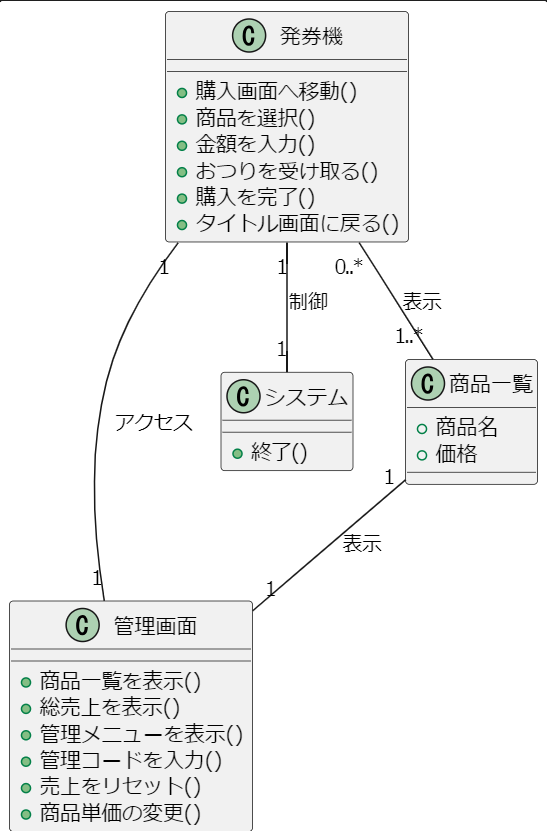 C 発券機
購入画面へ移動()
商品を選択()
金額を入力()
おつりを受け取る()
購入を完了()
タイトル画面に戻る()
1
1
0..*
制御
表示
1..*
1
C システム
終了()
C 商品一覧
商品名
価格
アクセス
1
表示
1
1
C 管理画面
商品一覧を表示()
総売上を表示()
管理メニューを表示()
管理コードを入力()
売上をリセット()
商品単価の変更()